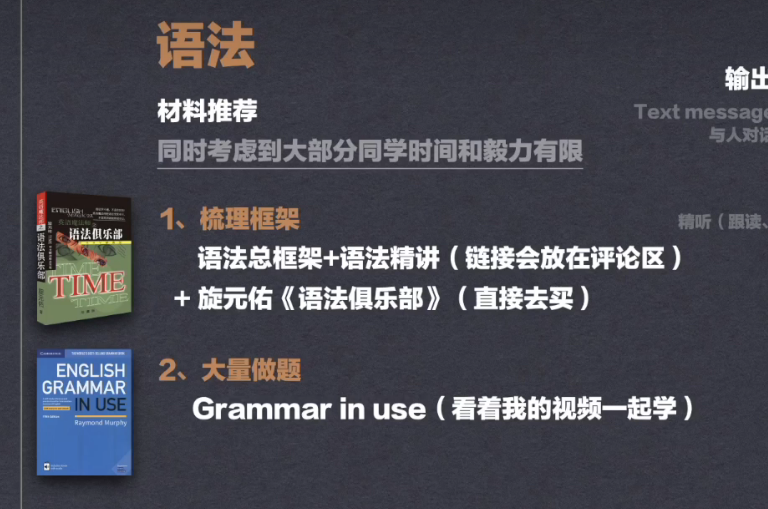 语法
材料推荐
同时考虑到大部分同学时间和毅力有限
输出
Text message
与人对话
精听（跟读、
1、梳理框架
语法总框架+语法精讲（链接会放在评论区）
+ 旋元佑《语法俱乐部》（直接去买）
语法俱乐部
TIME
TIME
TIME
2、大量做题
Grammar in use（看着我的视频一起学）
ENGLISH
GRAMMAR
IN USE
Raymond Murphy